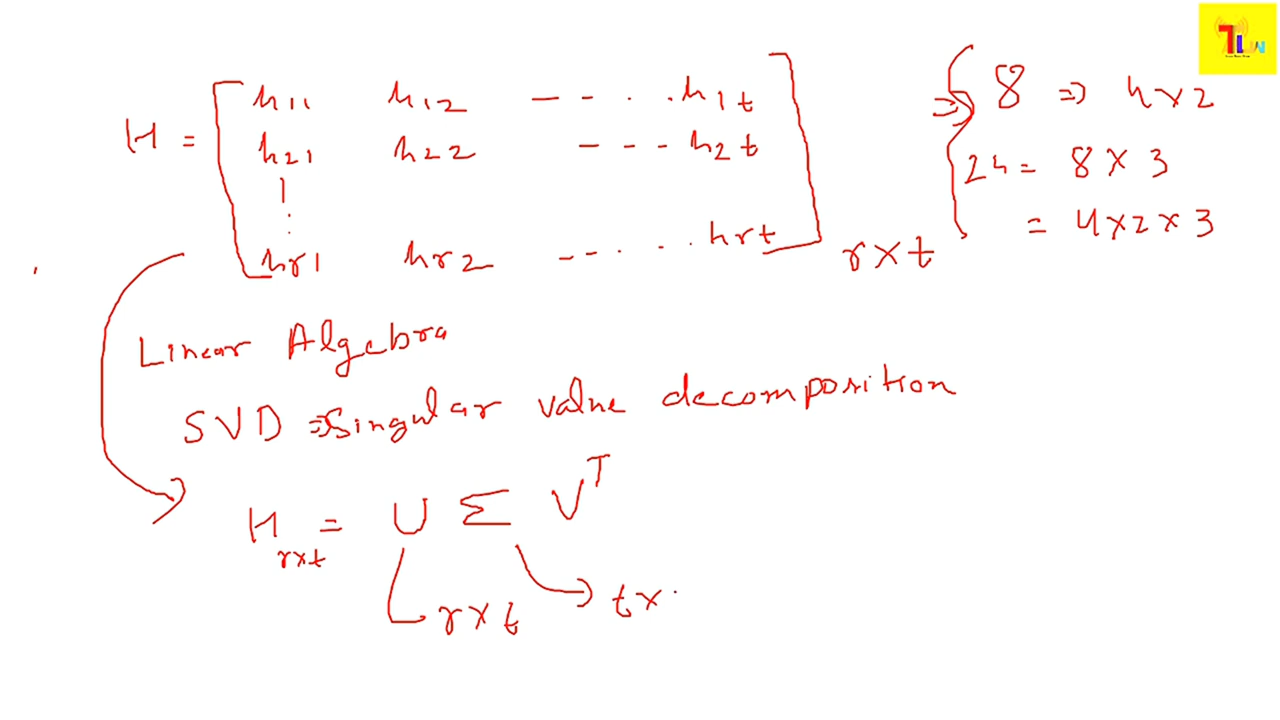 H = [ h11 h12 - - . . . h1t
h21 h22 - - - h2t
| :
hr1 hr2 - - . . . . hrt ] r x t
⇒ { 8 ⇒ 4 x 2
24 = 8 x 3
= 4 x 2 x 3
Linear Algebra
SVD ⇒ Singular value decomposition
H r x t = U Σ V^T
r x t → t x